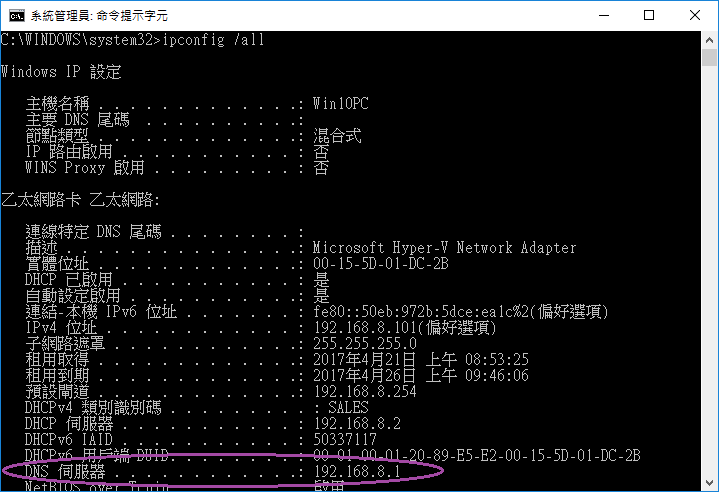 系統管理員: 命令提示字元
C:\WINDOWS\system32>ipconfig /all
Windows IP 設定
主機名稱 . . . . . . . . . . . . .: Win10PC
主要 DNS 尾碼  . . . . . . . . . .:
節點類型 . . . . . . . . . . . . .: 混合式
IP 路由啟用 . . . . . . . . . . . : 否
WINS Proxy 啟用 . . . . . . . . . : 否
乙太網路卡 乙太網路:
連線特定 DNS 尾碼 . . . . . . . . :
描述 . . . . . . . . . . . . . . .: Microsoft Hyper-V Network Adapter
實體位址 . . . . . . . . . . . . .: 00-15-5D-01-DC-2B
DHCP 已啟用 . . . . . . . . . . . : 是
自動設定啟用 . . . . . . . . . . .: 是
連結-本機 IPv6 位址 . . . . . . . : fe80::50eb:972b:5dce:ea1c%2(偏好選項)
IPv4 位址 . . . . . . . . . . . . : 192.168.8.101(偏好選項)
子網路遮罩 . . . . . . . . . . . .: 255.255.255.0
租用取得 . . . . . . . . . . . . .: 2017年4月21日 上午 08:53:25
租用到期 . . . . . . . . . . . . .: 2017年4月26日 上午 09:46:06
預設閘道 . . . . . . . . . . . . .: 192.168.8.254
DHCPv4 類別識別碼 . . . . . . . . . : SALES
DHCP 伺服器 . . . . . . . . . . . : 192.168.8.2
DHCPv6 IAID . . . . . . . . . . . : 50337117
DHCPv6 用戶端 DUID. . . . . . . . : 00-01-00-01-20-89-E5-E2-00-15-5D-01-DC-2B
DNS 伺服器 . . . . . . . . . . . .: 192.168.8.1
NetBIOS over Tcpip . . . . . . . .: 啟用